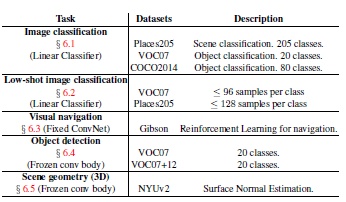 Task Datasets Description
Image classification
§ 6.1 Places205 Scene classification. 205 classes.
(Linear Classifier) VOC07 Object classification. 20 classes.
COCO2014 Object classification. 80 classes.
Low-shot image classification
§ 6.2 VOC07 ≤ 96 samples per class
(Linear Classifier) Places205 ≤ 128 samples per class
Visual navigation
§ 6.3 (Fixed ConvNet) Gibson Reinforcement Learning for navigation.
Object detection
§ 6.4 VOC07 20 classes.
(Frozen conv body) VOC07+12 20 classes.
Scene geometry (3D)
§ 6.5 (Frozen conv body) NYUv2 Surface Normal Estimation.